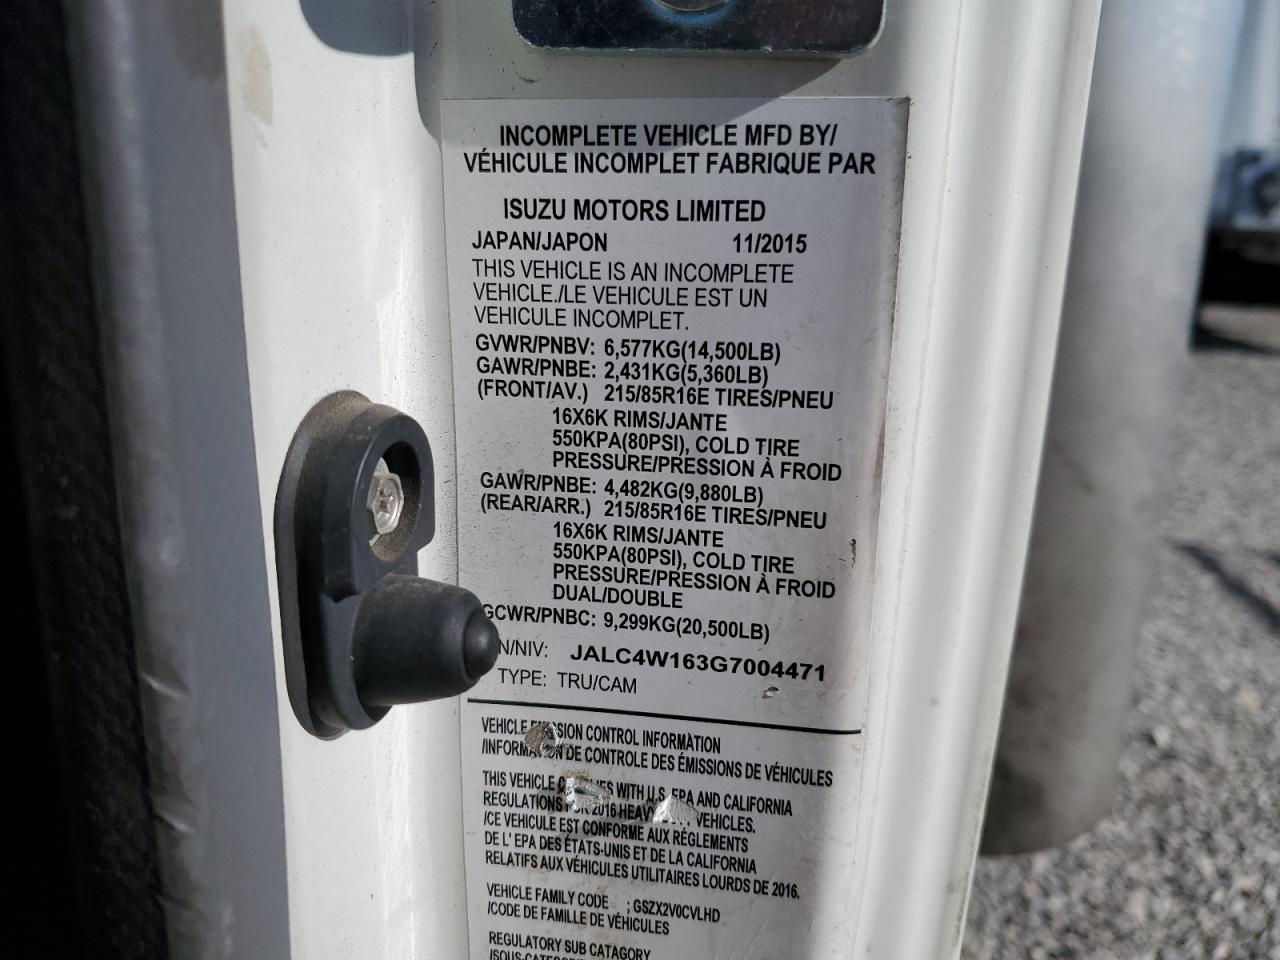 INCOMPLETE VEHICLE MFD BY/
VÉHICULE INCOMPLET FABRIQUE PAR
ISUZU MOTORS LIMITED
JAPAN/JAPON 11/2015
THIS VEHICLE IS AN INCOMPLETE
VEHICLE./LE VEHICULE EST UN
VEHICULE INCOMPLET.
GVWR/PNBV: 6,577KG(14,500LB)
GAWR/PNBE: 2,431KG(5,360LB)
(FRONT/AV.) 215/85R16E TIRES/PNEU
16X6K RIMS/JANTE
550KPA(80PSI), COLD TIRE
PRESSURE/PRESSION À FROID
GAWR/PNBE: 4,482KG(9,880LB)
(REAR/ARR.) 215/85R16E TIRES/PNEU
16X6K RIMS/JANTE
550KPA(80PSI), COLD TIRE
PRESSURE/PRESSION À FROID
DUAL/DOUBLE
GCWR/PNBC: 9,299KG(20,500LB)
N/NIV: JALC4W163G7004471
TYPE: TRU/CAM
VEHICLE CONTROL INFORMATION
DE CONTROLE DES ÉMISSIONS DE VÉHICULES
THIS VEHICLE WITH U.S. EPA AND CALIFORNIA
REGULATIONS 2016 HEAVY VEHICLES.
/CE VEHICULE EST CONFORME AUX RÉGLEMENTS
DE L' EPA DES ÉTATS-UNIS ET DE LA CALIFORNIA
RELATIFS AUX VÉHICULES UTILITAIRES LOURDS DE 2016.
VEHICLE FAMILY CODE ; GSZX2V0CVLHD
/CODE DE FAMILLE DE VÉHICULES
REGULATORY SUB CATAGORY